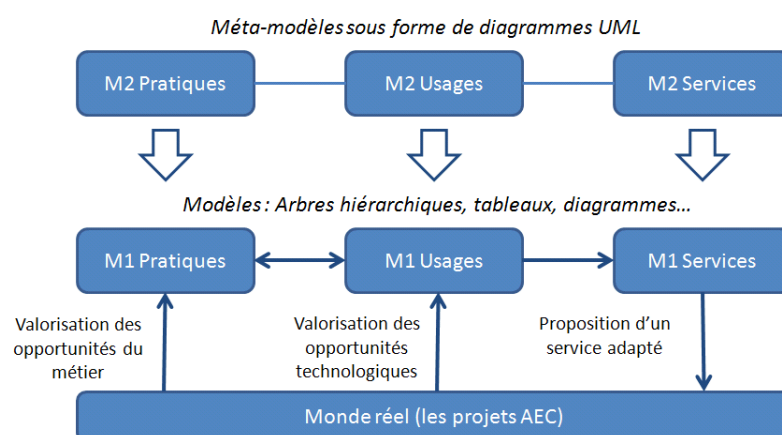 Méta-modèles sous forme de diagrammes UML
M2 Pratiques
M2 Usages
M2 Services
Modèles : Arbres hiérarchiques, tableaux, diagrammes...
M1 Pratiques
M1 Usages
M1 Services
Valorisation des
opportunités du
métier
Valorisation des
opportunités
technologiques
Proposition d'un
service adapté
Monde réel (les projets AEC)